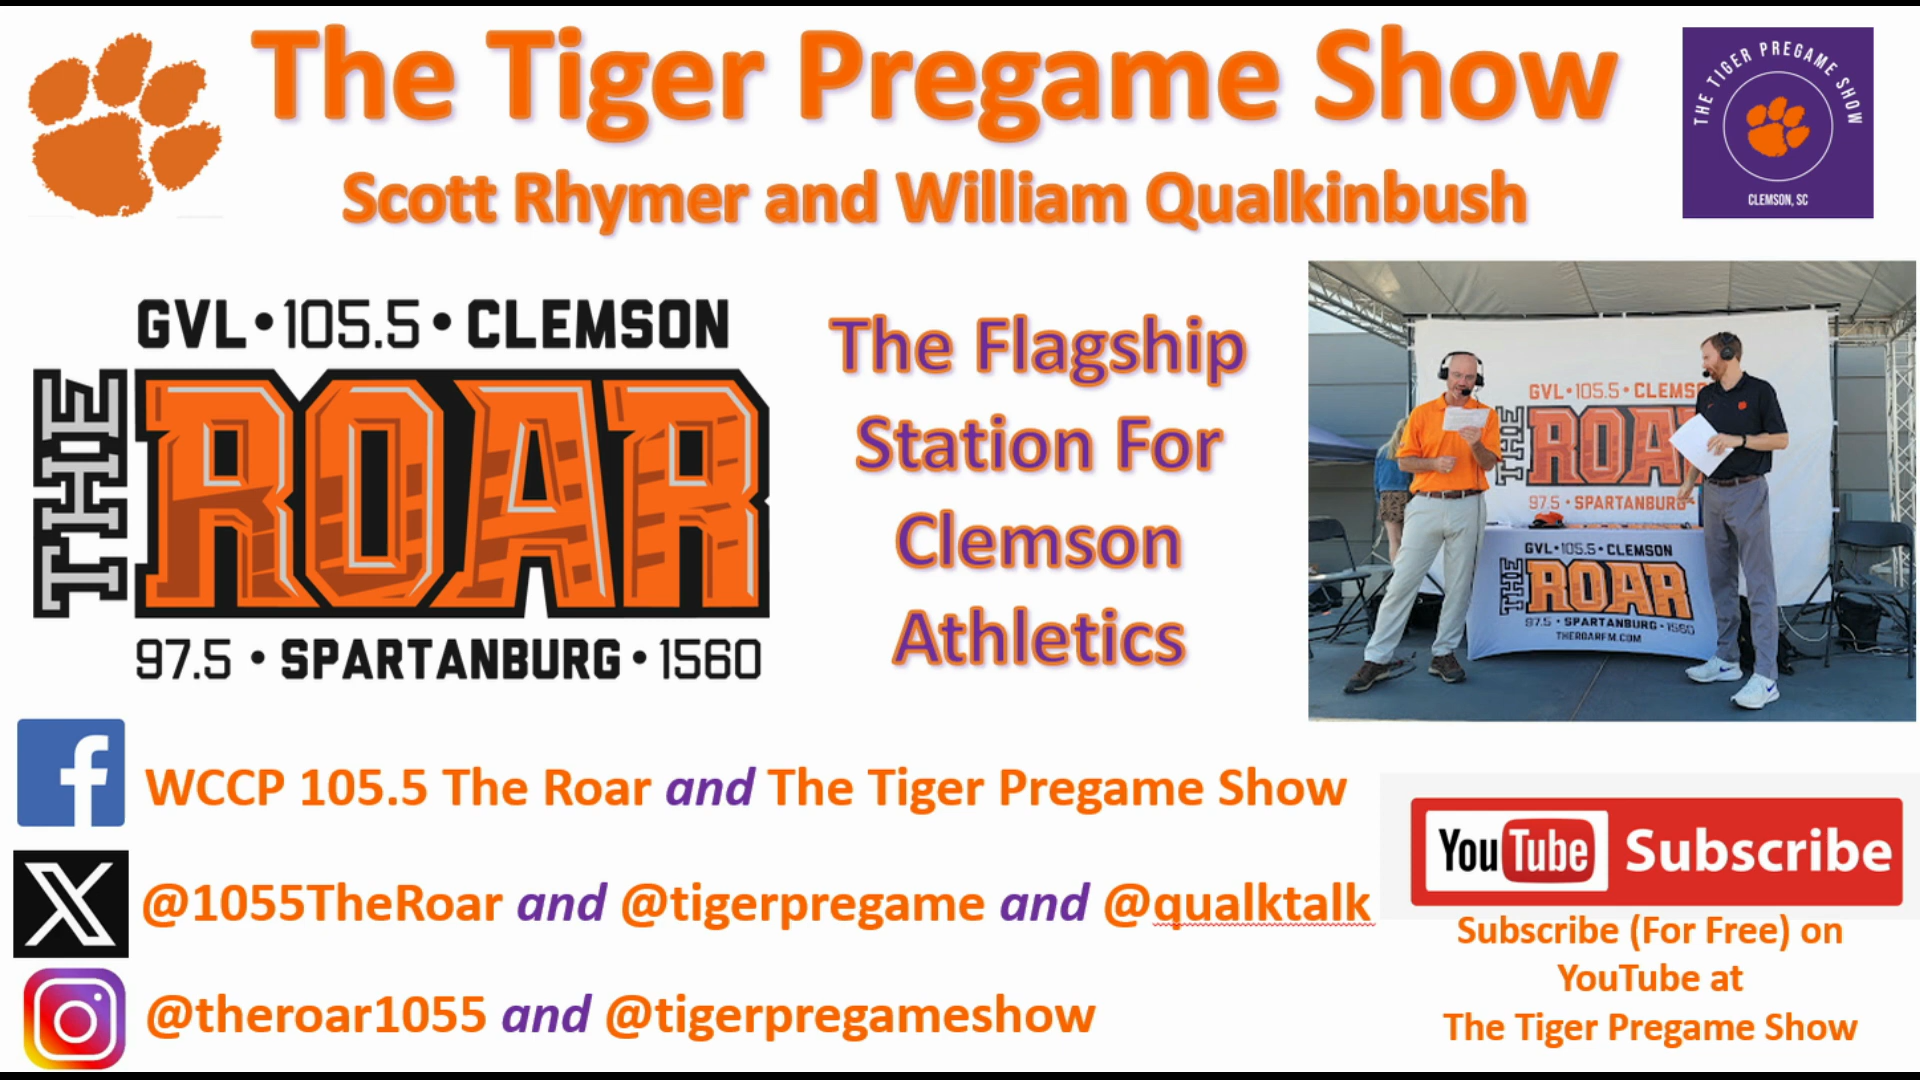 The Tiger Pregame Show
Scott Rhymer and William Qualkinbush
THE TIGER PREGAME SHOW
CLEMSON, SC
GVL • 105.5 • CLEMSON
THE ROAR
97.5 • SPARTANBURG • 1560
The Flagship
Station For
Clemson
Athletics
GVL • 105.5 • CLEMS
THE ROA
97.5 • SPARTANBURG
GVL • 105.5 • CLEMSON
THE ROAR
97.5 • SPARTANBURG • 1560
THEROARFM.COM
WCCP 105.5 The Roar and The Tiger Pregame Show
@1055TheRoar and @tigerpregame and @qualktalk
@theroar1055 and @tigerpregameshow
YouTube Subscribe
Subscribe (For Free) on
YouTube at
The Tiger Pregame Show